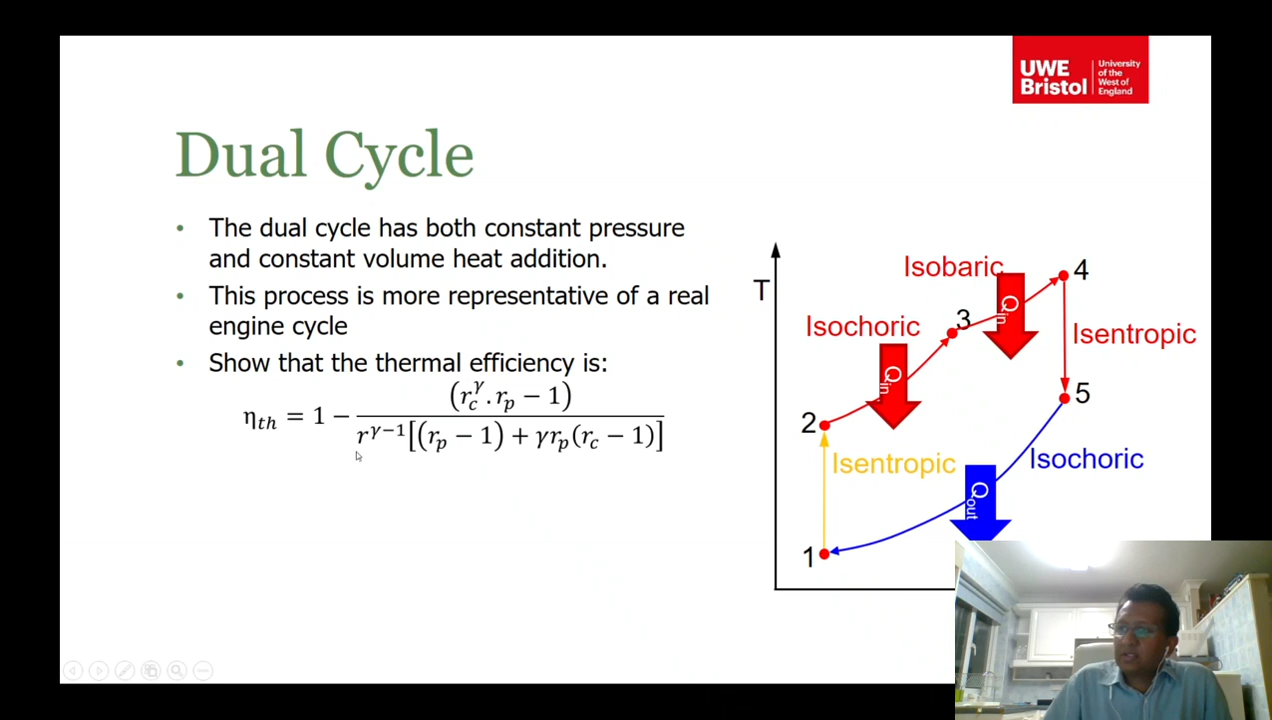 UWE
Bristol
University
of the
West of
England
Dual Cycle
• The dual cycle has both constant pressure
and constant volume heat addition.
• This process is more representative of a real
engine cycle
• Show that the thermal efficiency is:
η_th = 1 − (r_c^γ . r_p − 1) / r^(γ−1)[(r_p − 1) + γr_p(r_c − 1)]
T
Isobaric
4
Q_in
3
Isochoric
Isentropic
Q_in
5
2
Isentropic
Isochoric
Q_out
1